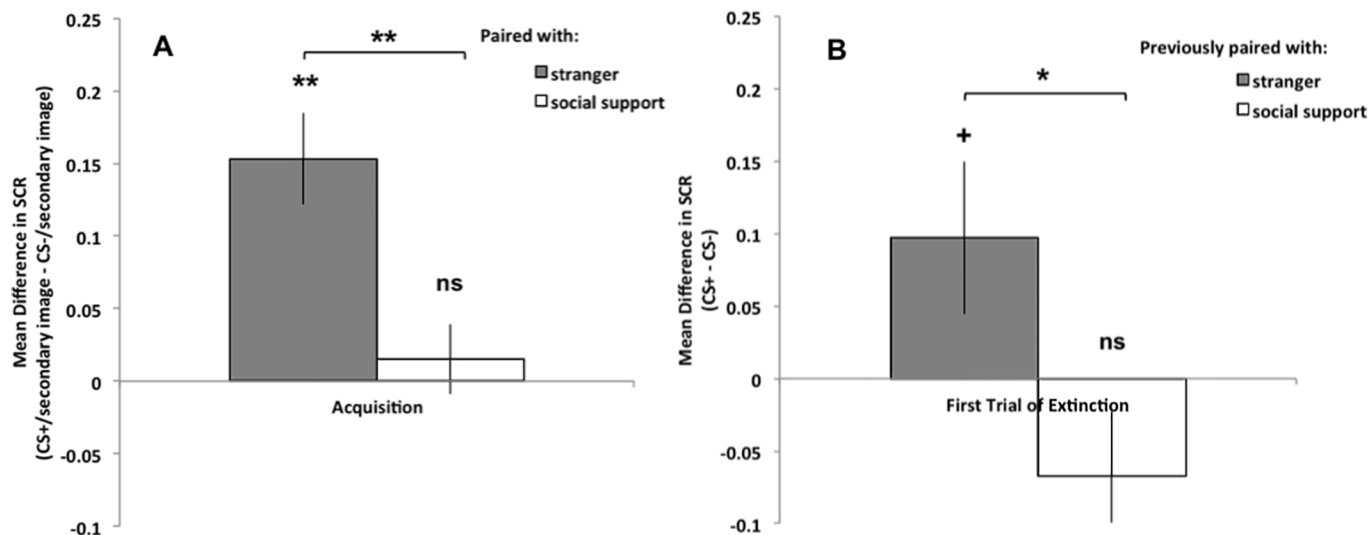 A
**
**
ns
Paired with:
stranger
social support
Mean Difference in SCR
(CS+/secondary image - CS-/secondary image)
0.25
0.2
0.15
0.1
0.05
0
-0.05
-0.1
Acquisition
B
*
+
ns
Previously paired with:
stranger
social support
Mean Difference in SCR
(CS+ - CS-)
0.25
0.2
0.15
0.1
0.05
0
-0.05
-0.1
First Trial of Extinction